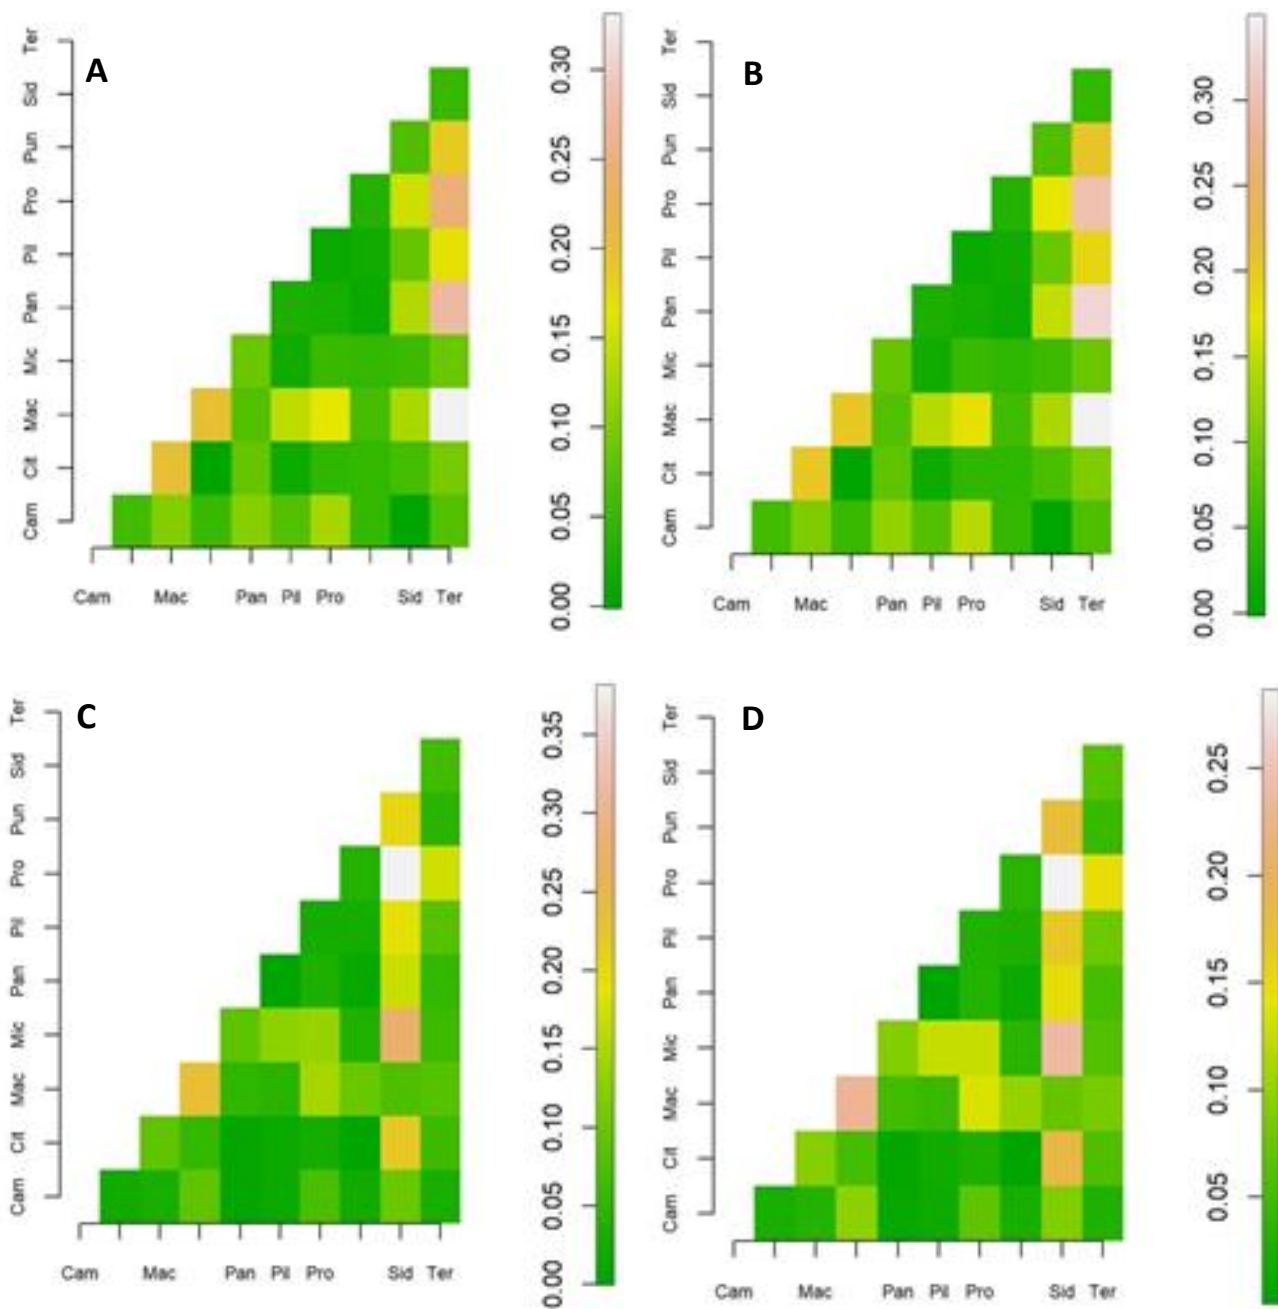 A
Ter
Sid
Pun
Pro
Pil
Pan
Mic
Mac
Cit
Cam
Cam Mac Pan Pil Pro Sid Ter
0.30
0.25
0.20
0.15
0.10
0.05
0.00
B
Ter
Sid
Pun
Pro
Pil
Pan
Mic
Mac
Cit
Cam
Cam Mac Pan Pil Pro Sid Ter
0.30
0.25
0.20
0.15
0.10
0.05
0.00
C
Ter
Sid
Pun
Pro
Pil
Pan
Mic
Mac
Cit
Cam
Cam Mac Pan Pil Pro Sid Ter
0.35
0.30
0.25
0.20
0.15
0.10
0.05
0.00
D
Ter
Sid
Pun
Pro
Pil
Pan
Mic
Mac
Cit
Cam
Cam Mac Pan Pil Pro Sid Ter
0.25
0.20
0.15
0.10
0.05